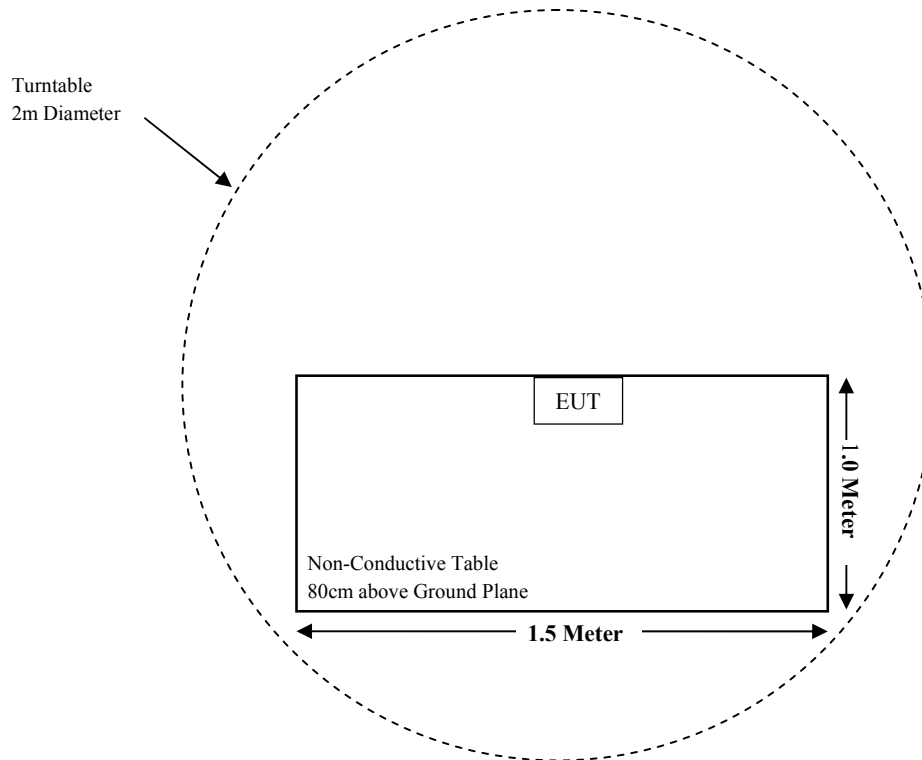 Turntable
2m Diameter
EUT
1.0 Meter
Non-Conductive Table
80cm above Ground Plane
1.5 Meter